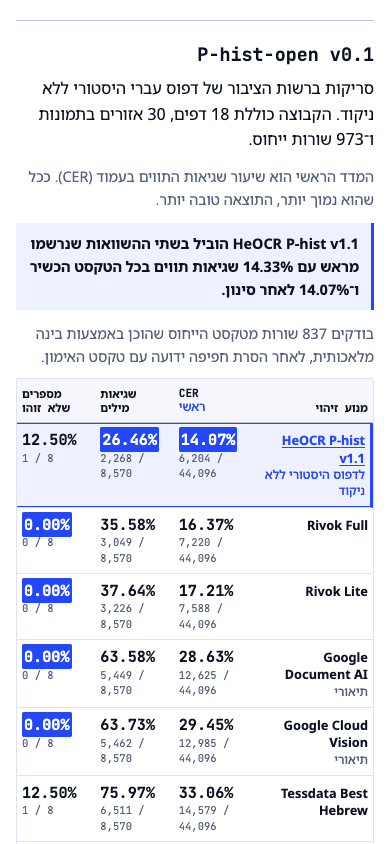 P-hist-open v0.1
סריקות ברשות הציבור של דפוס עברי היסטורי ללא
ניקוד. הקבוצה כוללת 18 דפים, 30 אזורים בתמונות
ו־973 שורות ייחוס.
המדד הראשי הוא שיעור שגיאות התווים בעמוד (CER). ככל
שהוא נמוך יותר, התוצאה טובה יותר.
HeOCR P-hist v1.1 הוביל בשתי ההשוואות שנרשמו
מראש עם 14.33% שגיאות תווים בכל הטקסט הכשיר
ו־14.07% לאחר סינון.
בודקים 837 שורות מטקסט הייחוס שהוכן באמצעות בינה
מלאכותית, לאחר הסרת חפיפה ידועה עם טקסט האימון.
מנוע זיהוי CER שגיאות מספרים
ראשי מילים שלא זוהו
HeOCR P-hist 14.07% 26.46% 12.50%
v1.1 6,204 / 2,268 / 1 / 8
לדפוס היסטורי ללא 44,096 8,570
ניקוד
Rivok Full 16.37% 35.58% 0.00%
7,220 / 3,049 / 0 / 8
44,096 8,570
Rivok Lite 17.21% 37.64% 0.00%
7,588 / 3,226 / 0 / 8
44,096 8,570
Google 28.63% 63.58% 0.00%
Document AI 12,625 / 5,449 / 0 / 8
תיאורי 44,096 8,570
Google Cloud 29.45% 63.73% 0.00%
Vision 12,985 / 5,462 / 0 / 8
תיאורי 44,096 8,570
Tessdata Best 33.06% 75.97% 12.50%
Hebrew 14,579 / 6,511 / 1 / 8
44,096 8,570